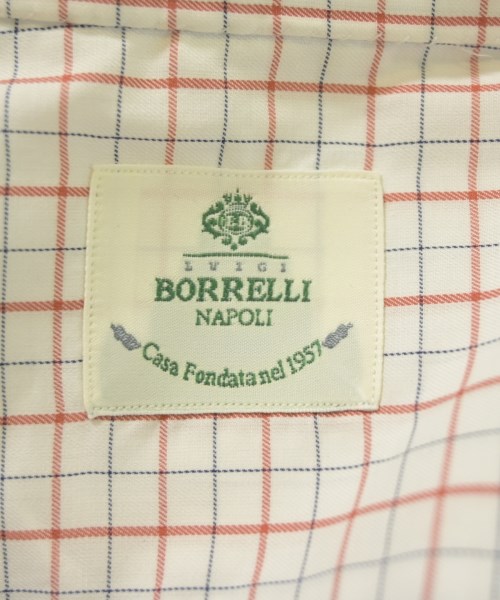 LUIGI
BORRELLI
NAPOLI
Casa Fondata nel 1957